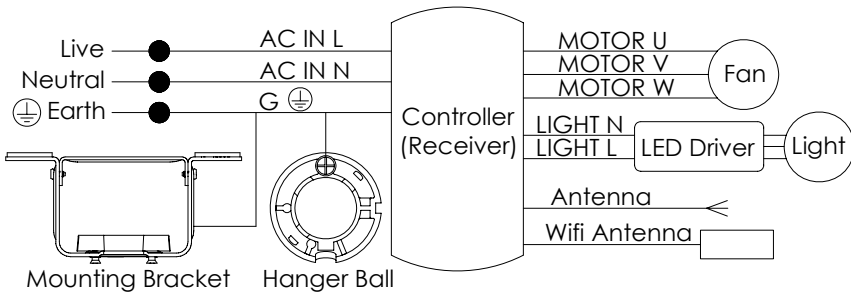 Live
AC IN L
Neutral
AC IN N
Earth
G
Controller
(Receiver)
MOTOR U
MOTOR V
MOTOR W
Fan
LIGHT N
LIGHT L
LED Driver
Light
Antenna
Wifi Antenna
Mounting Bracket
Hanger Ball